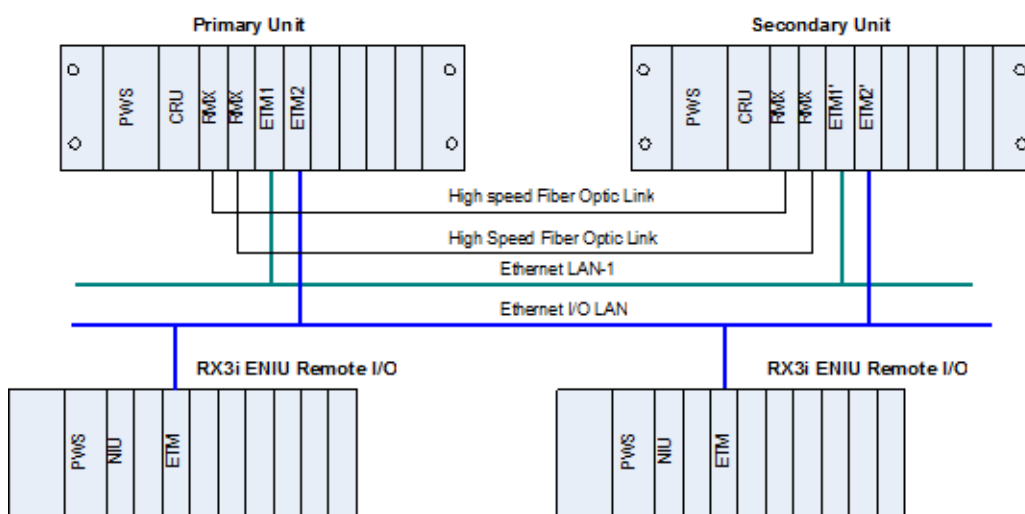 Primary Unit
Secondary Unit
PWS
CRU
RMX
RMX
ETM1
ETM2
PWS
CRU
RMX
RMX
ETM1'
ETM2'
High speed Fiber Optic Link
High Speed Fiber Optic Link
Ethernet LAN-1
Ethernet I/O LAN
RX3i ENIU Remote I/O
RX3i ENIU Remote I/O
PWS
NIU
ETM
PWS
NIU
ETM